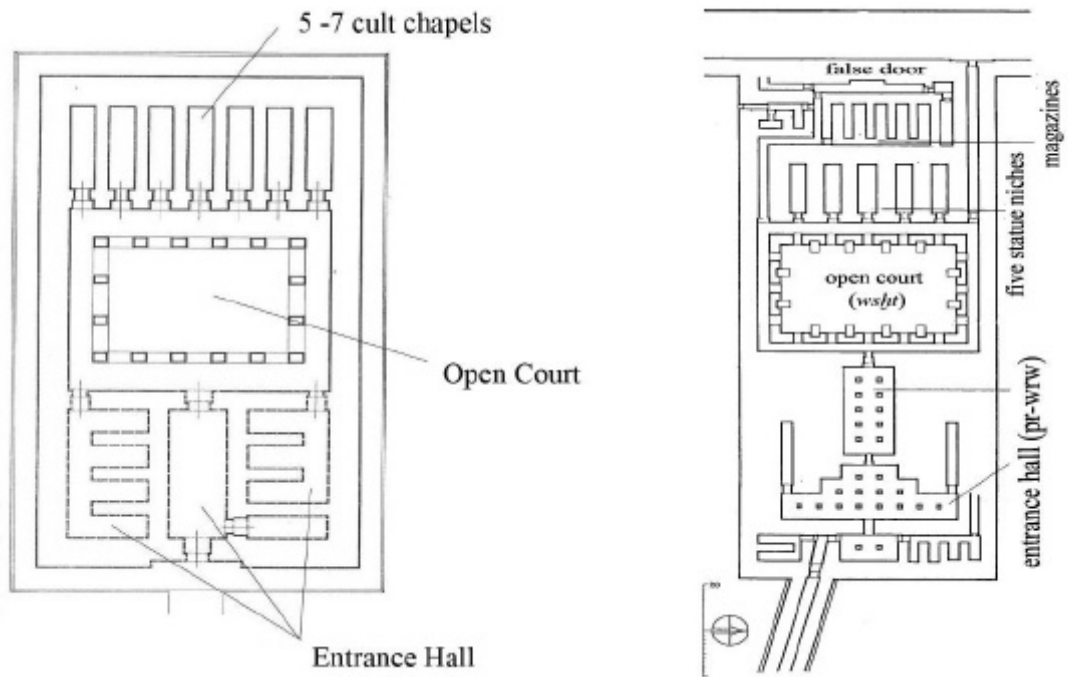 5 -7 cult chapels
Open Court
Entrance Hall
false door
magazines
five statue niches
open court
(wsḫt)
entrance hall (pr-wrw)